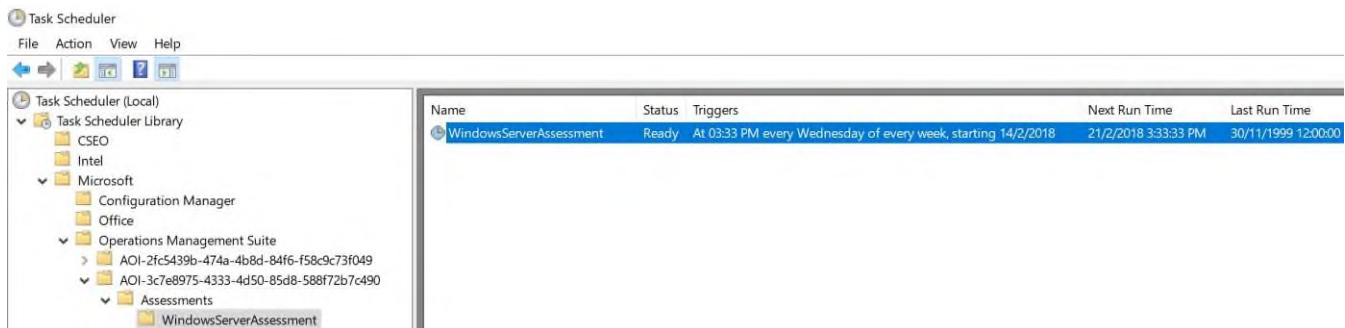 Task Scheduler
File Action View Help
Task Scheduler (Local)
Task Scheduler Library
CSEO
Intel
Microsoft
Configuration Manager
Office
Operations Management Suite
AOI-2fc5439b-474a-4b8d-84f6-f58c9c73f049
AOI-3c7e8975-4333-4d50-85d8-588f72b7c490
Assessments
WindowsServerAssessment
Name Status Triggers Next Run Time Last Run Time
WindowsServerAssessment Ready At 03:33 PM every Wednesday of every week, starting 14/2/2018 21/2/2018 3:33:33 PM 30/11/1999 12:00:00